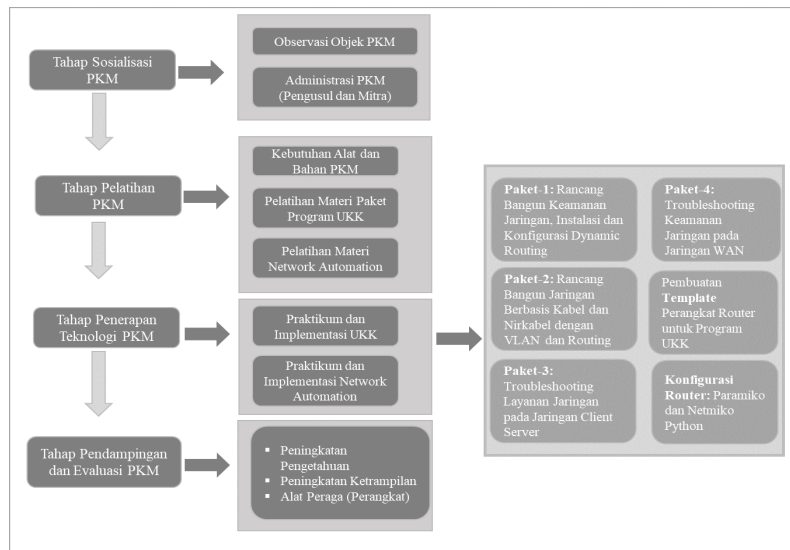 Tahap Sosialisasi
PKM
Observasi Objek PKM
Administrasi PKM
(Pengusul dan Mitra)
Tahap Pelatihan
PKM
Kebutuhan Alat dan
Bahan PKM
Pelatihan Materi Paket
Program UKK
Pelatihan Materi
Network Automation
Tahap Penerapan
Teknologi PKM
Praktikum dan
Implementasi UKK
Praktikum dan
Implementasi Network
Automation
Paket-1: Rancang
Bangun Keamanan
Jaringan, Instalasi dan
Konfigurasi Dynamic
Routing
Paket-2: Rancang
Bangun Jaringan
Berbasis Kabel dan
Nirkabel dengan
VLAN dan Routing
Paket-3:
Troubleshooting
Layanan Jaringan
pada Jaringan Client
Server
Paket-4:
Troubleshooting
Keamanan
Jaringan pada
Jaringan WAN
Pembuatan
Template
Perangkat Router
untuk Program
UKK
Konfigurasi
Router: Paramiko
dan Netmiko
Python
Tahap Pendampingan
dan Evaluasi PKM
▪ Peningkatan
Pengetahuan
▪ Peningkatan Ketrampilan
▪ Alat Peraga (Perangkat)